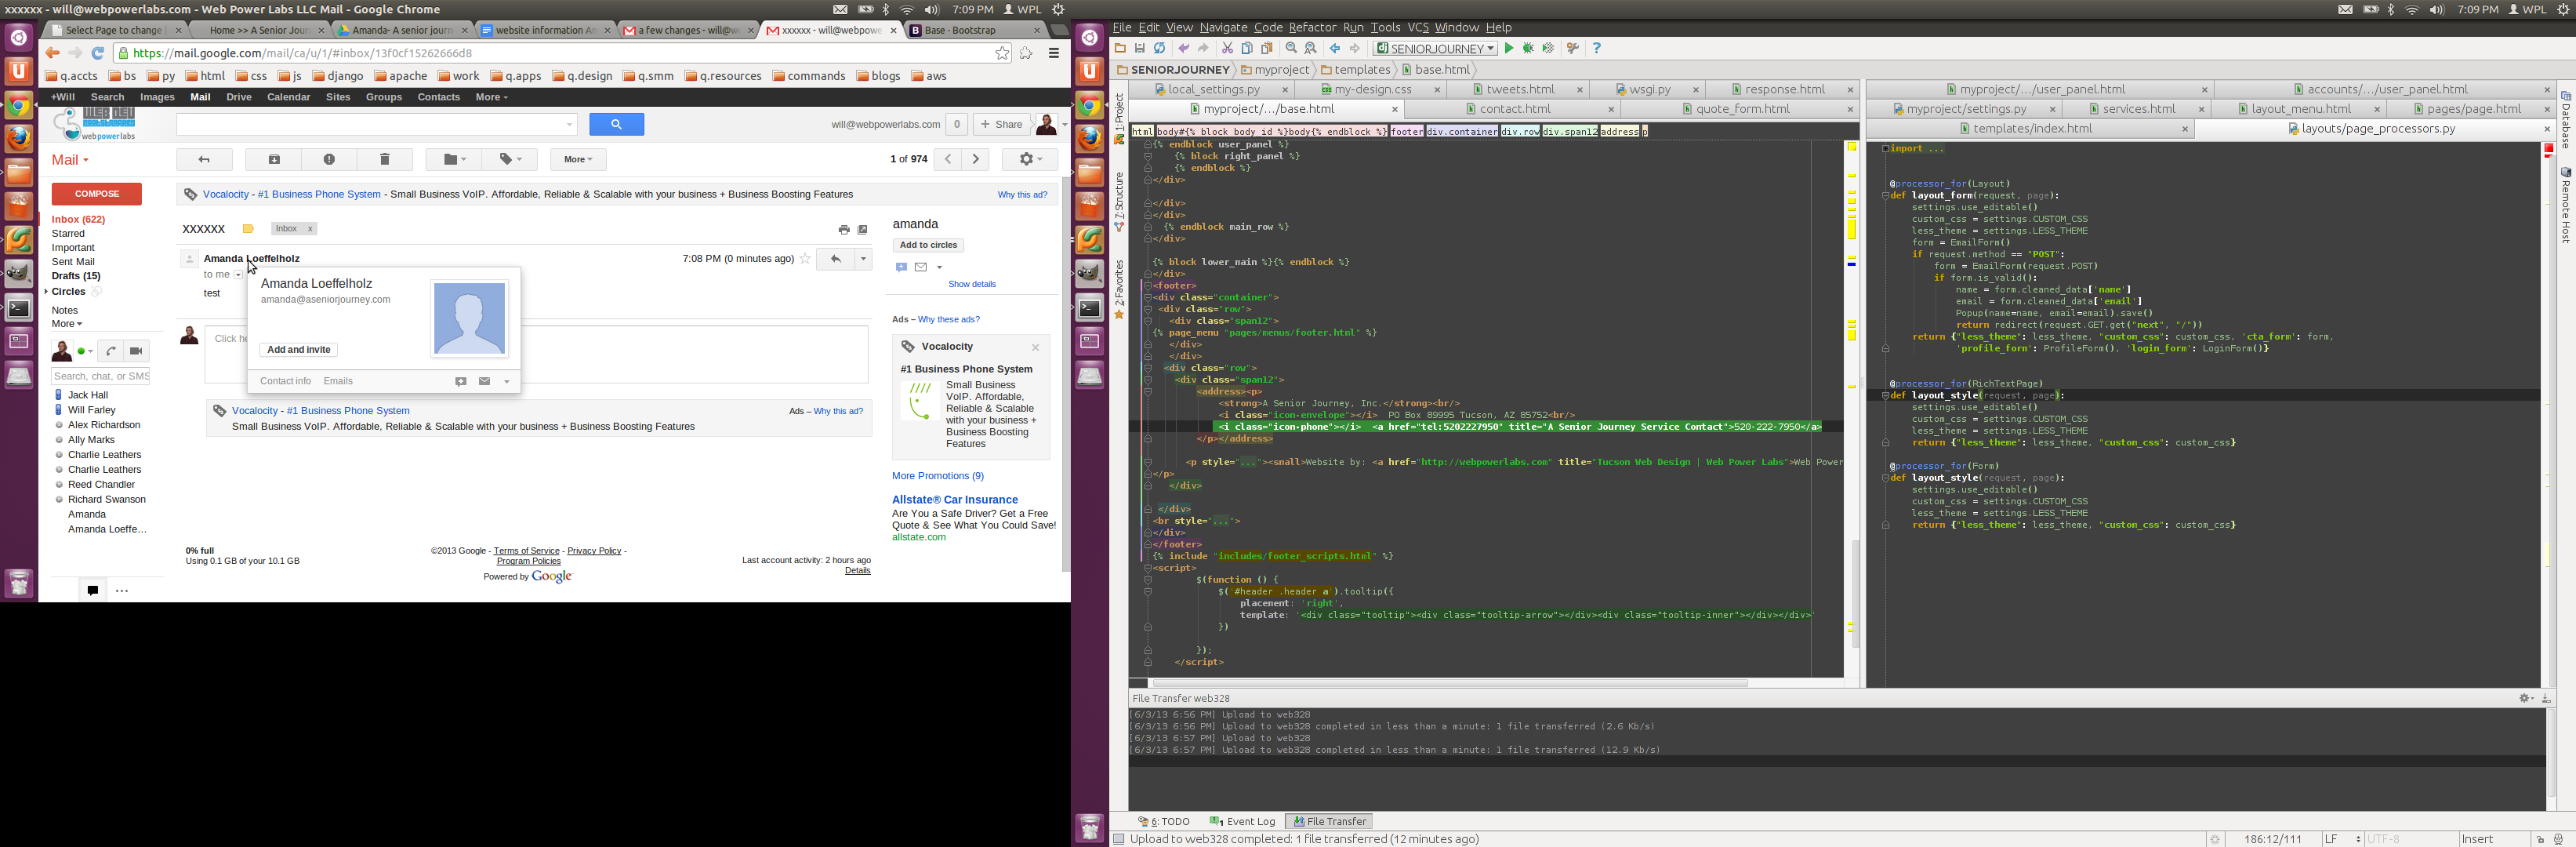 xxxxxx - will@webpowerlabs.com - Web Power Labs LLC Mail - Google Chrome
7:09 PM WPL
Select Page to change
Home >> A Senior Jour
Amanda- A senior journ
website information An
a few changes - will@w
xxxxxx - will@webpowe
Base · Bootstrap
https://mail.google.com/mail/ca/u/1/#inbox/13f0cf15262666d8
q.accts bs py html css js django apache work q.apps q.design q.smm q.resources commands blogs aws
+Will Search Images Mail Drive Calendar Sites Groups Contacts More
WEB DEV
webpowerlabs
will@webpowerlabs.com 0 + Share
Mail
More
1 of 974
COMPOSE
Inbox (622)
Starred
Important
Sent Mail
Drafts (15)
Circles
Notes
More
Search, chat, or SMS
Jack Hall
Will Farley
Alex Richardson
Ally Marks
Charlie Leathers
Charlie Leathers
Reed Chandler
Richard Swanson
Amanda
Amanda Loeffe...
Vocalocity - #1 Business Phone System - Small Business VoIP. Affordable, Reliable & Scalable with your business + Business Boosting Features
Why this ad?
xxxxxx Inbox x
Amanda Loeffelholz
7:08 PM (0 minutes ago)
to me
test
Click he
Amanda Loeffelholz
amanda@aseniorjourney.com
Add and invite
Contact info Emails
Vocalocity - #1 Business Phone System
Ads – Why this ad?
Small Business VoIP. Affordable, Reliable & Scalable with your business + Business Boosting Features
amanda
Add to circles
Show details
Ads – Why these ads?
Vocalocity
#1 Business Phone System
Small Business
VoIP. Affordable,
Reliable & Scalable
with your business +
Business Boosting
Features
More Promotions (9)
Allstate® Car Insurance
Are You a Safe Driver? Get a Free
Quote & See What You Could Save!
allstate.com
0% full
Using 0.1 GB of your 10.1 GB
©2013 Google - Terms of Service - Privacy Policy -
Program Policies
Powered by Google
Last account activity: 2 hours ago
Details
File Edit View Navigate Code Refactor Run Tools VCS Window Help
7:09 PM WPL
SENIORJOURNEY
SENIORJOURNEY myproject templates base.html
1: Project
7: Structure
2: Favorites
local_settings.py my-design.css tweets.html wsgi.py response.html
myproject/.../base.html contact.html quote_form.html
html body#{% block body_id %}body{% endblock %} footer div.container div.row div.span12 address p
{% endblock user_panel %}
{% block right_panel %}
{% endblock %}
</div>
</div>
</div>
{% endblock main_row %}
</div>
{% block lower_main %}{% endblock %}
</div>
<footer>
<div class="container">
<div class="row">
<div class="span12">
{% page_menu "pages/menus/footer.html" %}
</div>
</div>
<div class="row">
<div class="span12">
<address><p>
<strong>A Senior Journey, Inc.</strong><br/>
<i class="icon-envelope"></i> PO Box 89995 Tucson, AZ 85752<br/>
<i class="icon-phone"></i> <a href="tel:5202227950" title="A Senior Journey Service Contact">520-222-7950</a>
</p></address>
<p style="..."><small>Website by: <a href="http://webpowerlabs.com" title="Tucson Web Design | Web Power Labs">Web Power
</p>
</div>
</div>
<br style="...">
</div>
</footer>
{% include "includes/footer_scripts.html" %}
<script>
$(function () {
$('#header .header a').tooltip({
placement: 'right',
template: '<div class="tooltip"><div class="tooltip-arrow"></div><div class="tooltip-inner"></div></div>'
})
});
</script>
myproject/.../user_panel.html accounts/.../user_panel.html
myproject/settings.py services.html layout_menu.html pages/page.html
templates/index.html layouts/page_processors.py
import ...
@processor_for(Layout)
def layout_form(request, page):
settings.use_editable()
custom_css = settings.CUSTOM_CSS
less_theme = settings.LESS_THEME
form = EmailForm()
if request.method == "POST":
form = EmailForm(request.POST)
if form.is_valid():
name = form.cleaned_data['name']
email = form.cleaned_data['email']
Popup(name=name, email=email).save()
return redirect(request.GET.get("next", "/"))
return {"less_theme": less_theme, "custom_css": custom_css, 'cta_form': form,
'profile_form': ProfileForm(), 'login_form': LoginForm()}
@processor_for(RichTextPage)
def layout_style(request, page):
settings.use_editable()
custom_css = settings.CUSTOM_CSS
less_theme = settings.LESS_THEME
return {"less_theme": less_theme, "custom_css": custom_css}
@processor_for(Form)
def layout_style(request, page):
settings.use_editable()
custom_css = settings.CUSTOM_CSS
less_theme = settings.LESS_THEME
return {"less_theme": less_theme, "custom_css": custom_css}
Database
Remote Host
File Transfer web328
[6/3/13 6:56 PM] Upload to web328
[6/3/13 6:56 PM] Upload to web328 completed in less than a minute: 1 file transferred (2.6 Kb/s)
[6/3/13 6:57 PM] Upload to web328
[6/3/13 6:57 PM] Upload to web328 completed in less than a minute: 1 file transferred (12.9 Kb/s)
6: TODO 1 Event Log File Transfer
Upload to web328 completed: 1 file transferred (12 minutes ago)
186:12/111 LF UTF-8 Insert